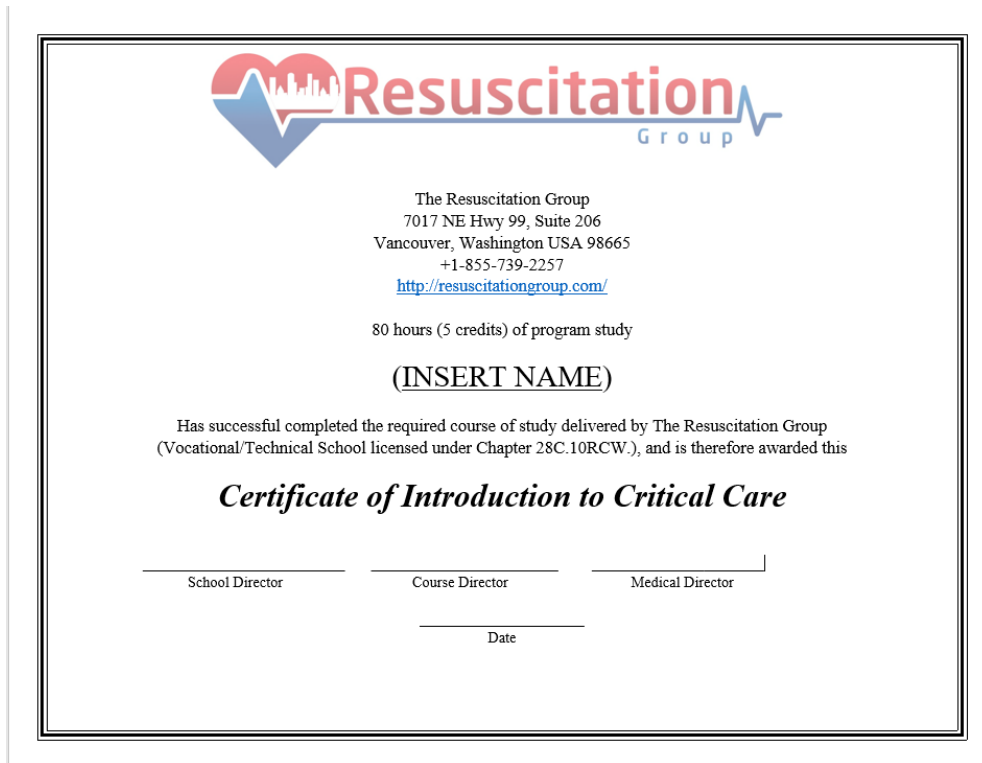 Resuscitation
Group
The Resuscitation Group
7017 NE Hwy 99, Suite 206
Vancouver, Washington USA 98665
+1-855-739-2257
http://resuscitationgroup.com/
80 hours (5 credits) of program study
(INSERT NAME)
Has successful completed the required course of study delivered by The Resuscitation Group
(Vocational/Technical School licensed under Chapter 28C.10RCW.), and is therefore awarded this
Certificate of Introduction to Critical Care
School Director Course Director Medical Director
Date